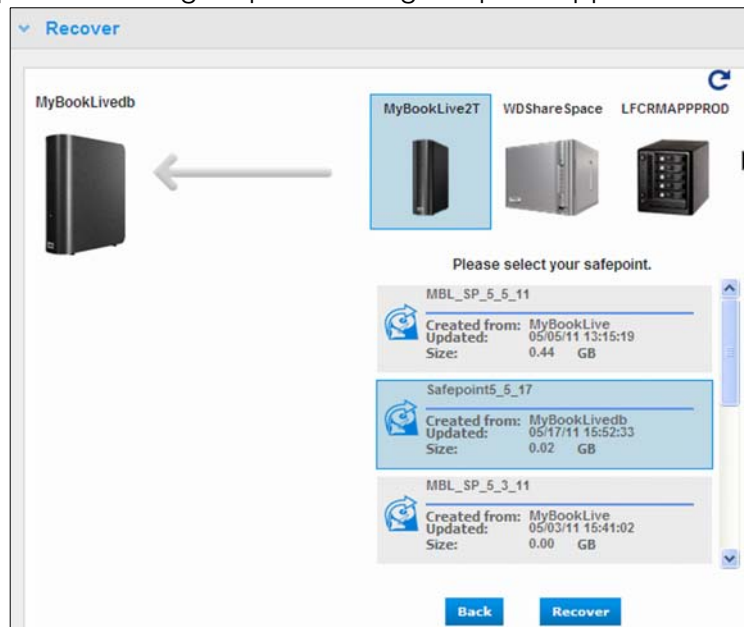 Recover
MyBookLivedb
MyBookLive2T
WDShareSpace
LFCRMAPPPROD
Please select your safepoint.
MBL_SP_5_5_11
Created from: MyBookLive
Updated: 05/05/11 13:15:19
Size: 0.44 GB
Safepoint5_5_17
Created from: MyBookLivedb
Updated: 05/17/11 15:52:33
Size: 0.02 GB
MBL_SP_5_3_11
Created from: MyBookLive
Updated: 05/03/11 15:41:02
Size: 0.00 GB
Back
Recover